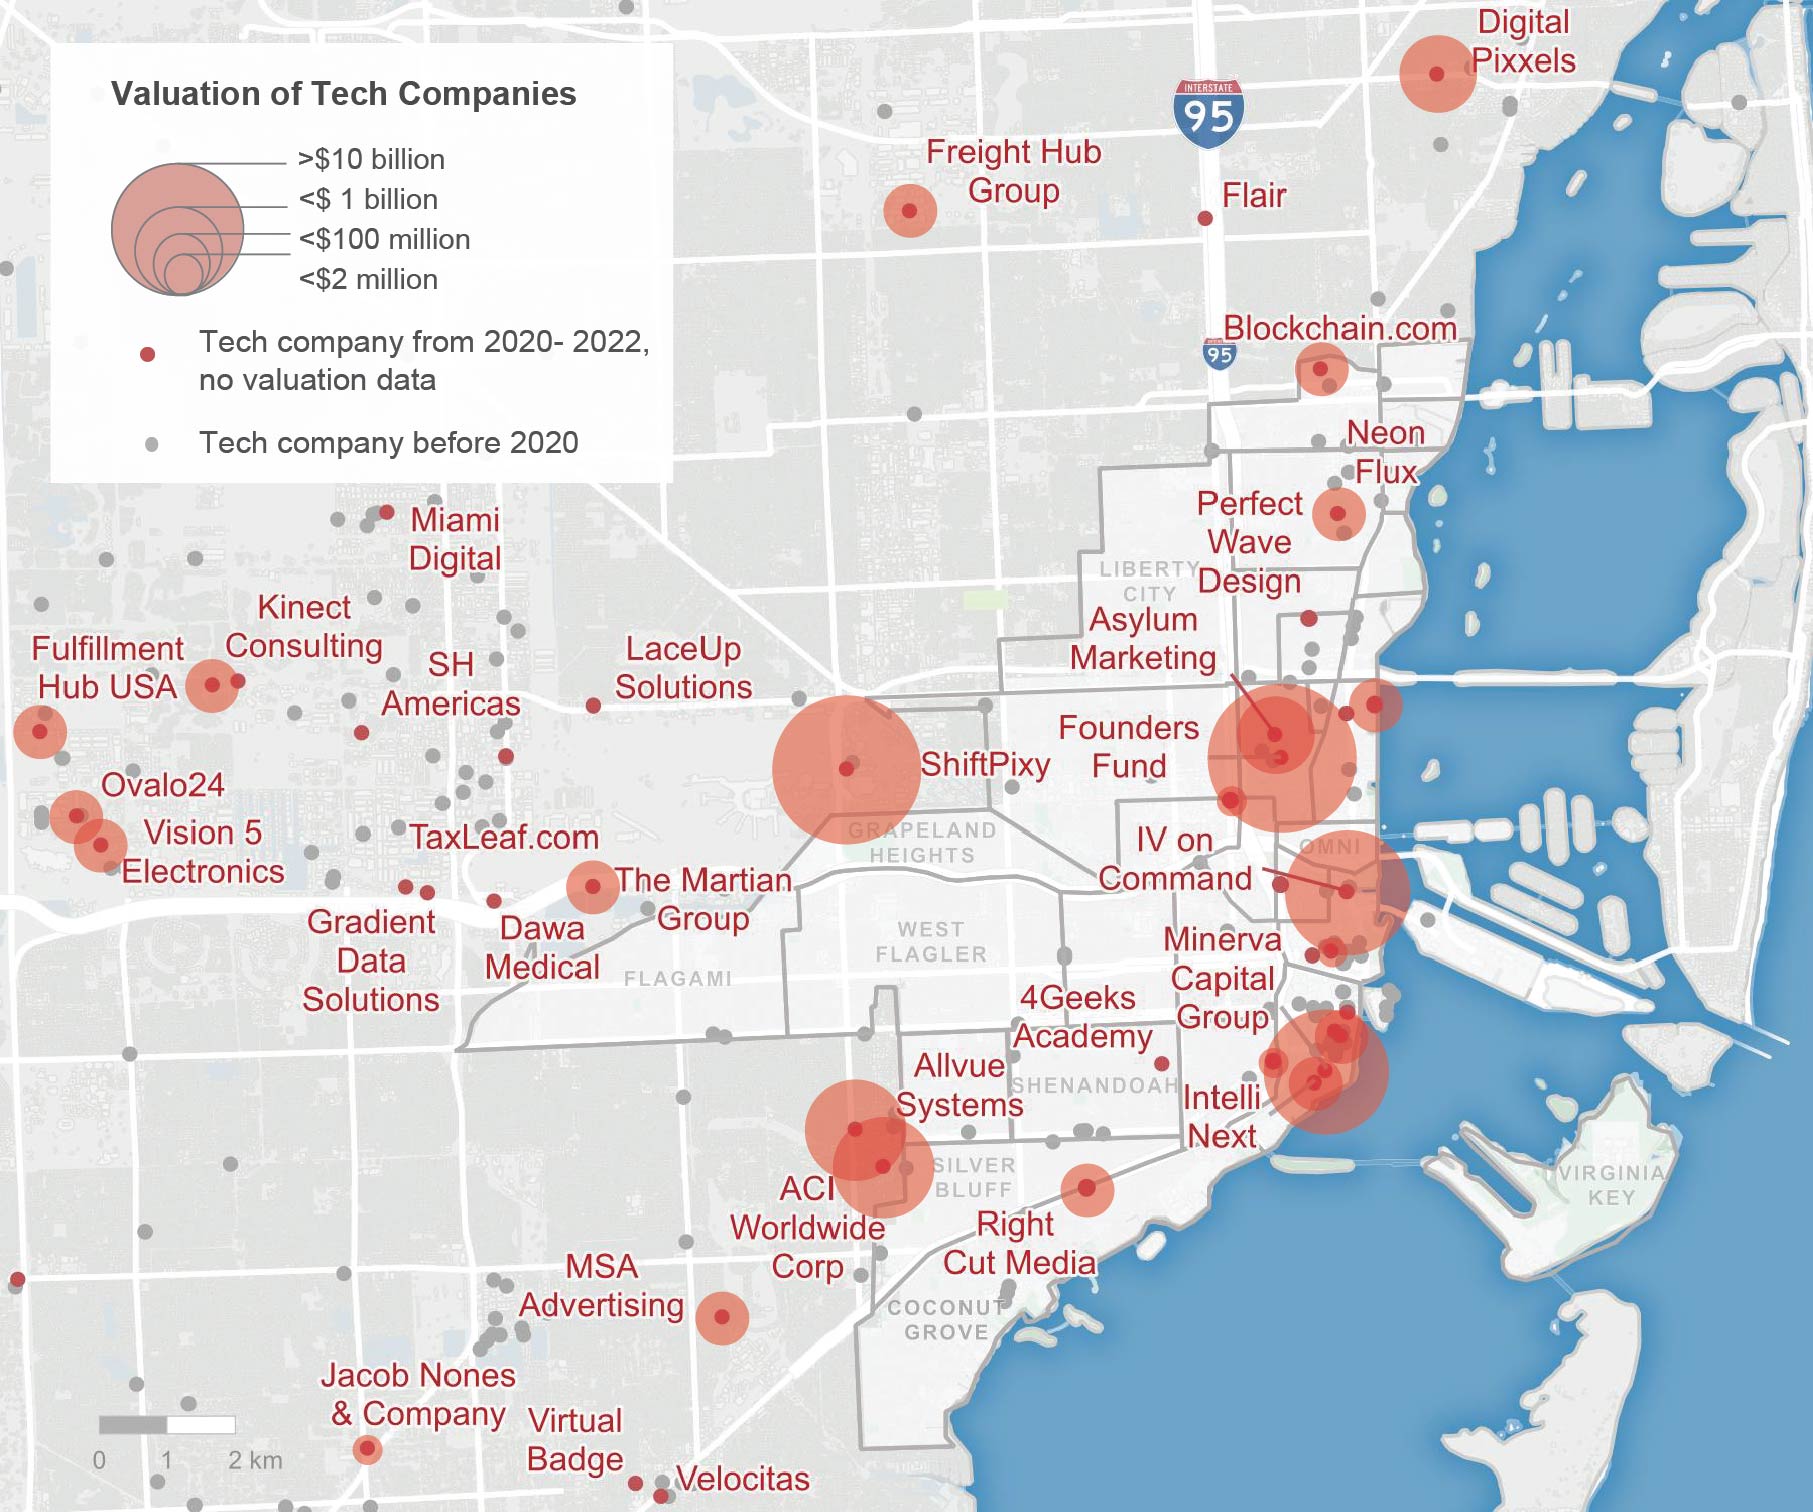 Valuation of Tech Companies
>$10 billion
<$ 1 billion
<$100 million
<$2 million
Tech company from 2020- 2022,
no valuation data
Tech company before 2020
Digital
Pixxels
INTERSTATE
95
Freight Hub
Group
Flair
Blockchain.com
95
Neon
Flux
Perfect
Wave
Design
LIBERTY
CITY
Asylum
Marketing
Miami
Digital
Kinect
Consulting
Fulfillment
Hub USA
SH
Americas
LaceUp
Solutions
Founders
Fund
ShiftPixy
Ovalo24
Vision 5
Electronics
TaxLeaf.com
GRAPELAND
HEIGHTS
IV on
Command
OMNI
The Martian
Group
Gradient
Data
Solutions
Dawa
Medical
FLAGAMI
WEST
FLAGLER
Minerva
Capital
Group
4Geeks
Academy
Allvue
Systems
SHENANDOAH
Intelli
Next
SILVER
BLUFF
VIRGINIA
KEY
ACI
Worldwide
Corp
Right
Cut Media
MSA
Advertising
COCONUT
GROVE
Jacob Nones
& Company
Virtual
Badge
Velocitas
0 1 2 km